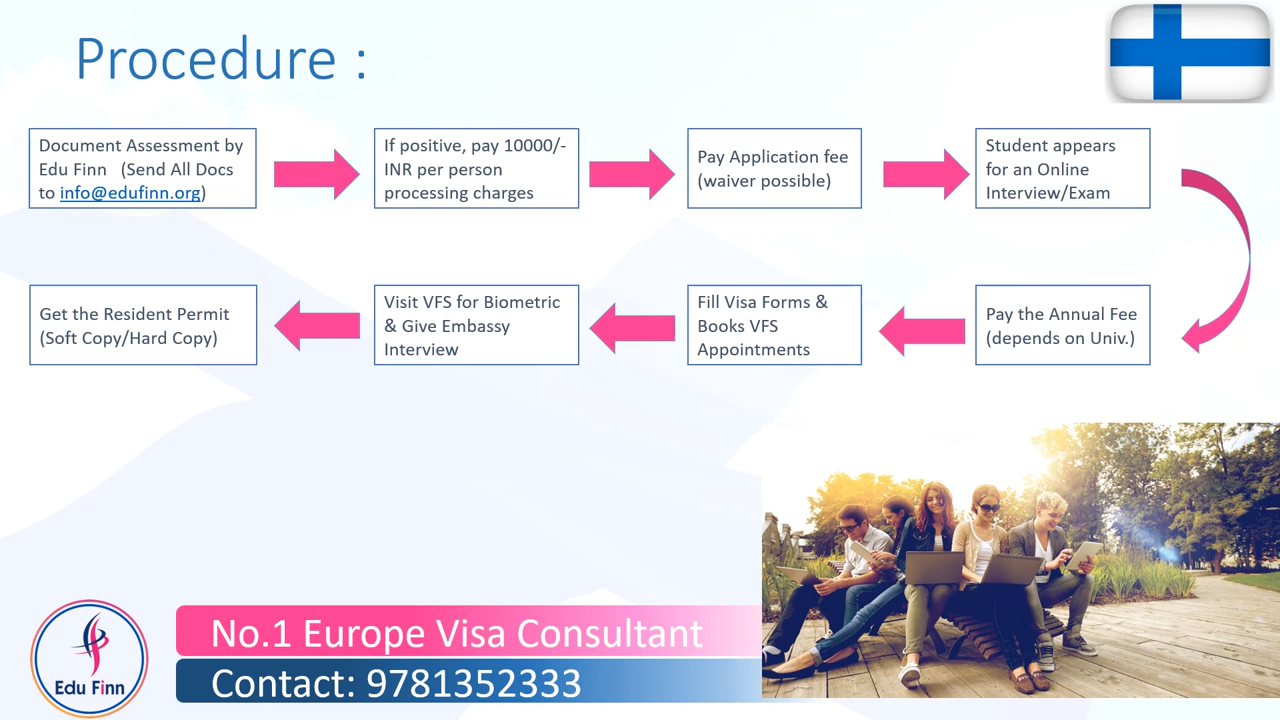 Procedure :
Document Assessment by
Edu Finn   (Send All Docs
to info@edufinn.org)
If positive, pay 10000/-
INR per person
processing charges
Pay Application fee
(waiver possible)
Student appears
for an Online
Interview/Exam
Pay the Annual Fee
(depends on Univ.)
Fill Visa Forms &
Books VFS
Appointments
Visit VFS for Biometric
& Give Embassy
Interview
Get the Resident Permit
(Soft Copy/Hard Copy)
No.1 Europe Visa Consultant
Contact: 9781352333
Edu Finn